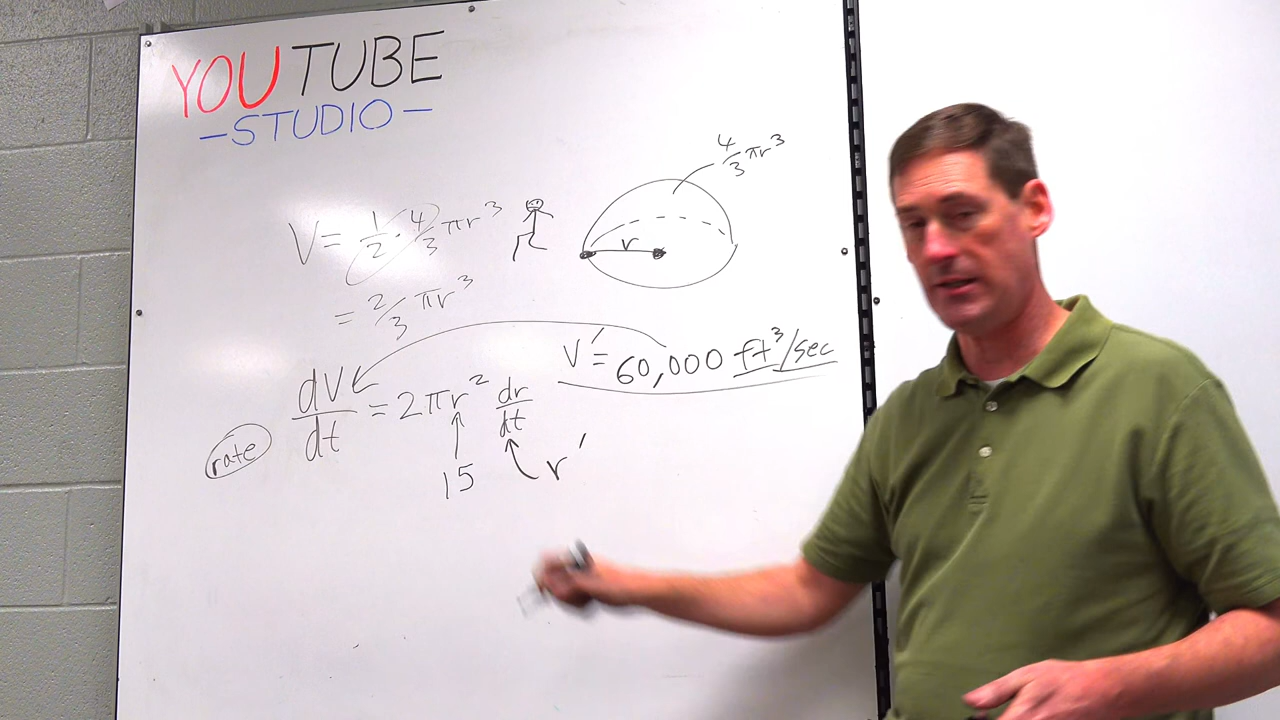 YOUTUBE
-STUDIO-
4/3 πr³
V = 1/2 · 4/3 πr³
r
= 2/3 πr³
V' = 60,000 ft³/sec
dV/dt = 2πr² dr/dt
rate
15
r'